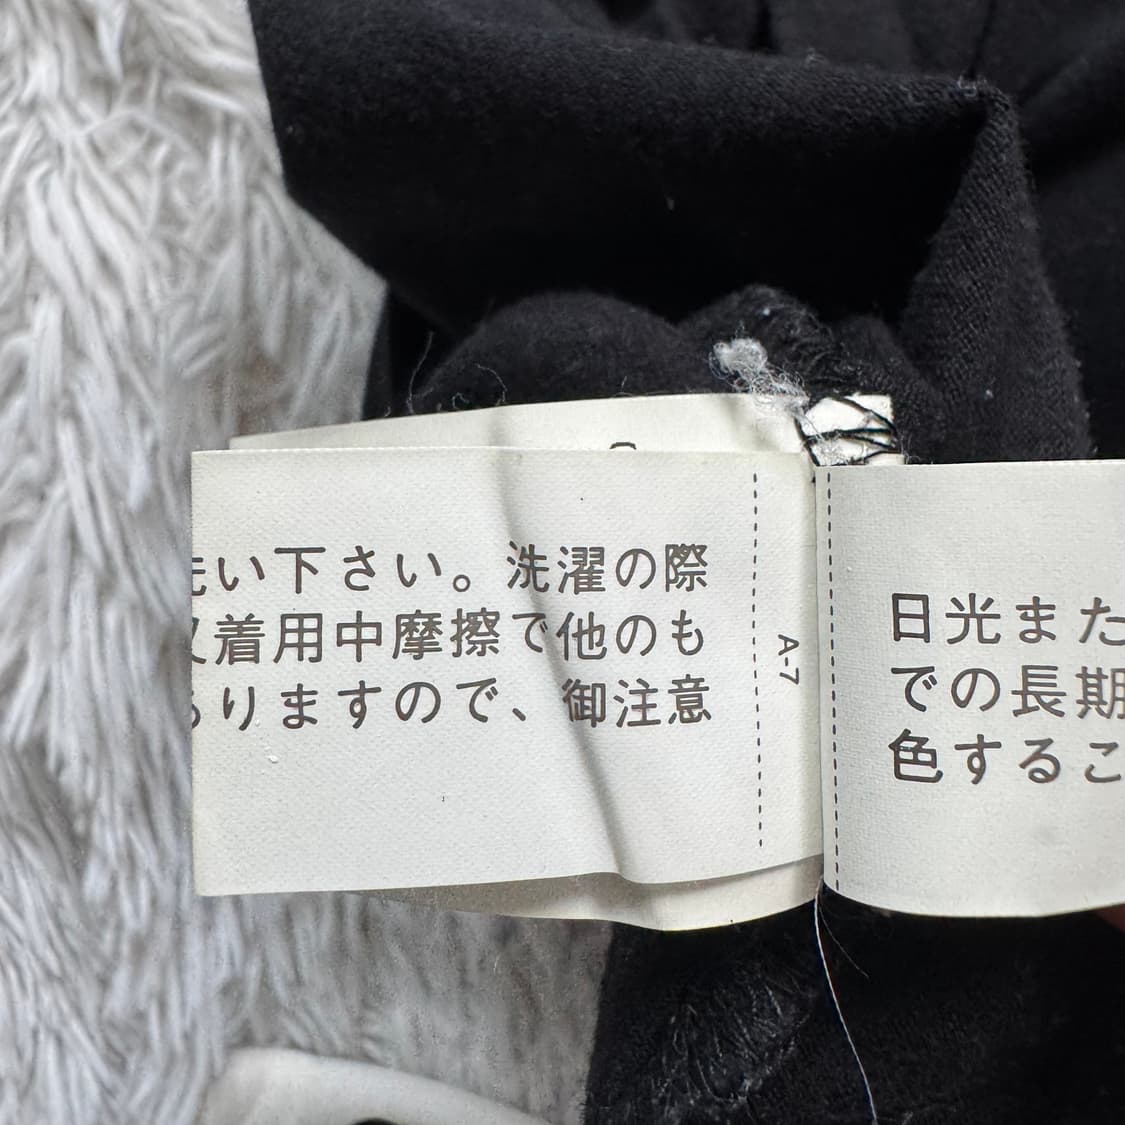 い下さい。洗濯の際
着用中摩擦で他のも
りますので、御注意
A-7
日光また
での長期
色するこ